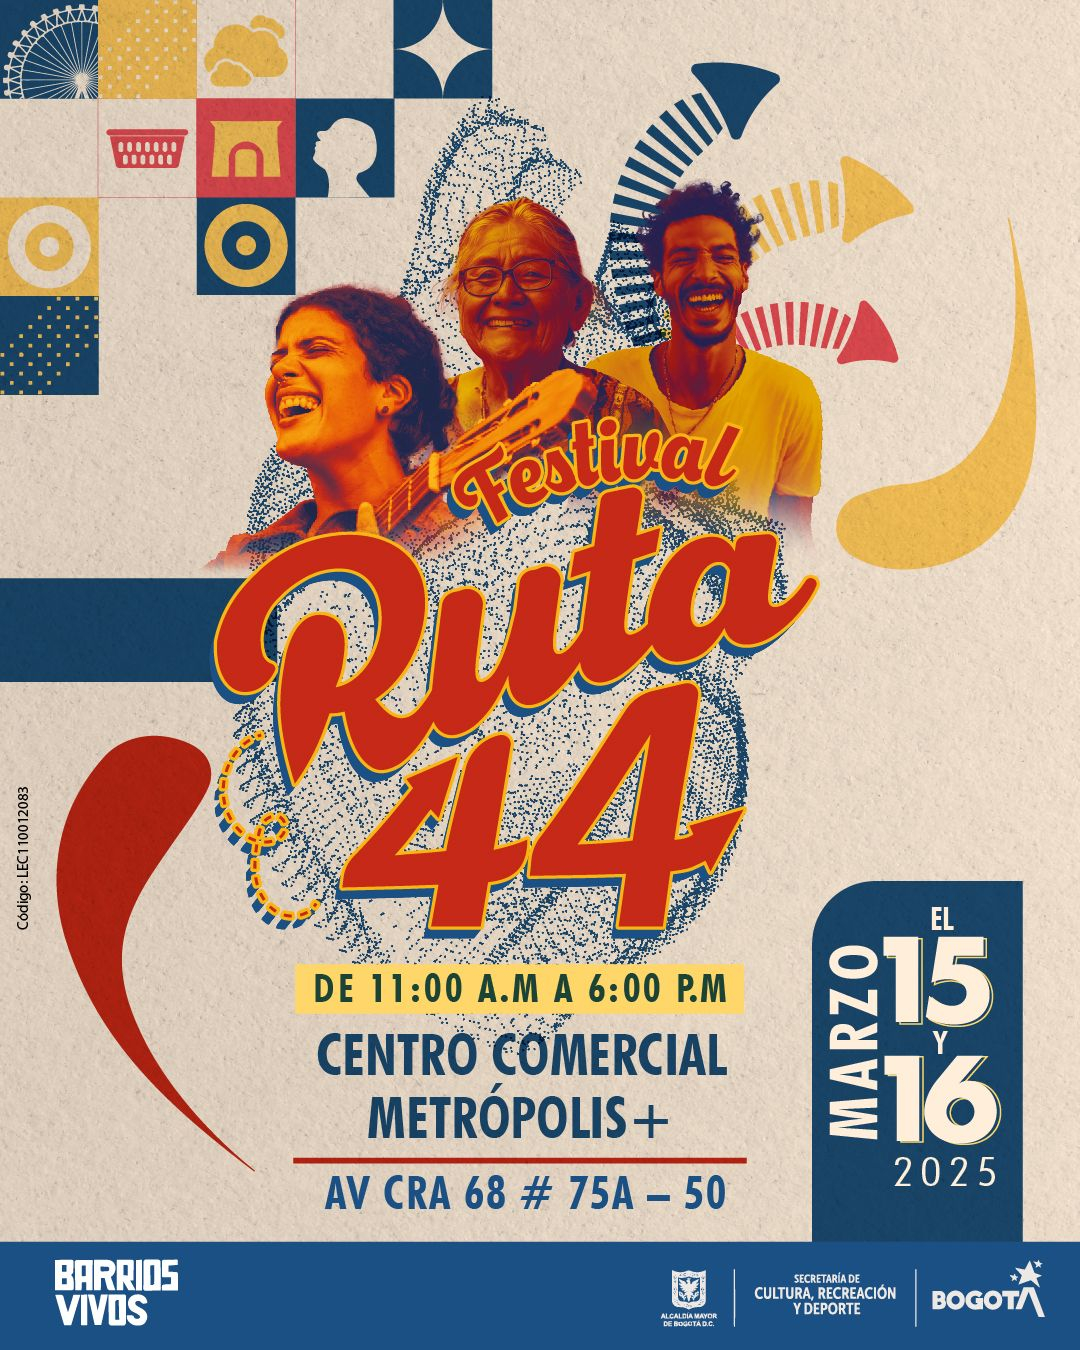 Festival
Ruta
44
DE 11:00 A.M A 6:00 P.M
CENTRO COMERCIAL
METRÓPOLIS+
AV CRA 68 # 75A – 50
MARZO
EL
15
Y
16
2025
Código: LEC110012083
BARRIOS
VIVOS
ALCALDÍA MAYOR
DE BOGOTÁ D.C.
SECRETARÍA DE
CULTURA, RECREACIÓN
Y DEPORTE
BOGOTÁ